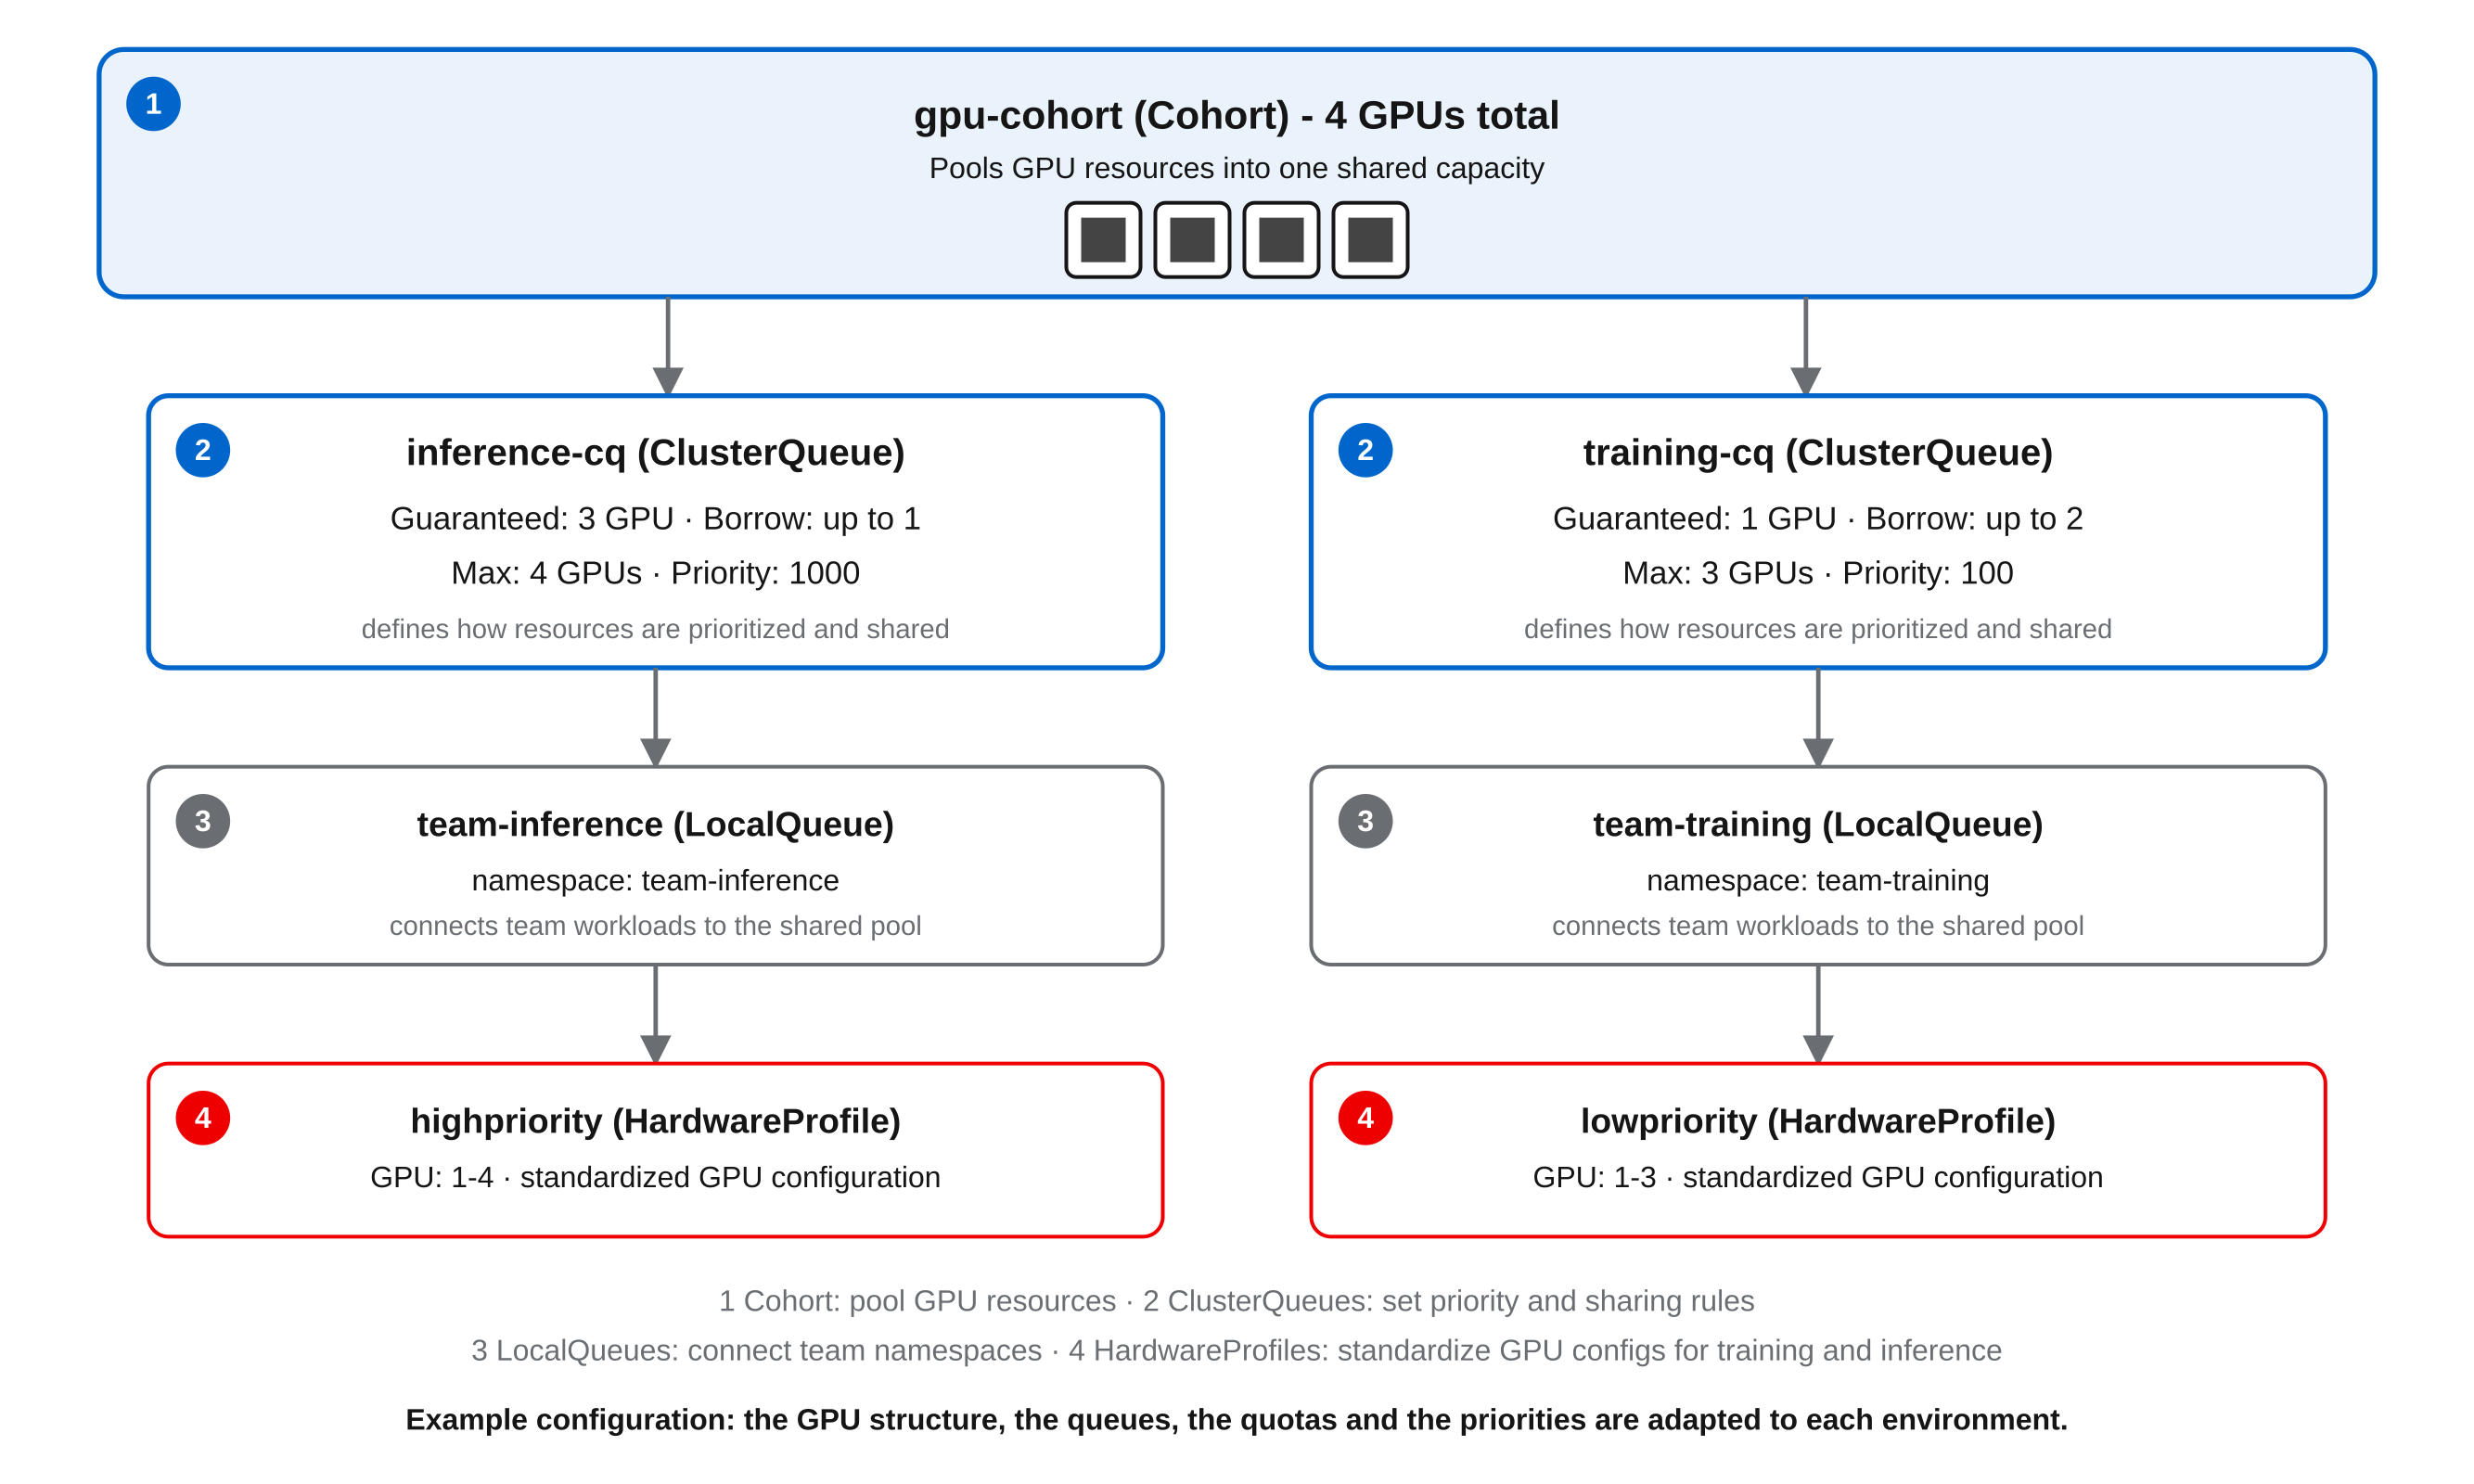 1
gpu-cohort (Cohort) - 4 GPUs total
Pools GPU resources into one shared capacity
2
inference-cq (ClusterQueue)
Guaranteed: 3 GPU · Borrow: up to 1
Max: 4 GPUs · Priority: 1000
defines how resources are prioritized and shared
2
training-cq (ClusterQueue)
Guaranteed: 1 GPU · Borrow: up to 2
Max: 3 GPUs · Priority: 100
defines how resources are prioritized and shared
3
team-inference (LocalQueue)
namespace: team-inference
connects team workloads to the shared pool
3
team-training (LocalQueue)
namespace: team-training
connects team workloads to the shared pool
4
highpriority (HardwareProfile)
GPU: 1-4 · standardized GPU configuration
4
lowpriority (HardwareProfile)
GPU: 1-3 · standardized GPU configuration
1 Cohort: pool GPU resources · 2 ClusterQueues: set priority and sharing rules
3 LocalQueues: connect team namespaces · 4 HardwareProfiles: standardize GPU configs for training and inference
Example configuration: the GPU structure, the queues, the quotas and the priorities are adapted to each environment.